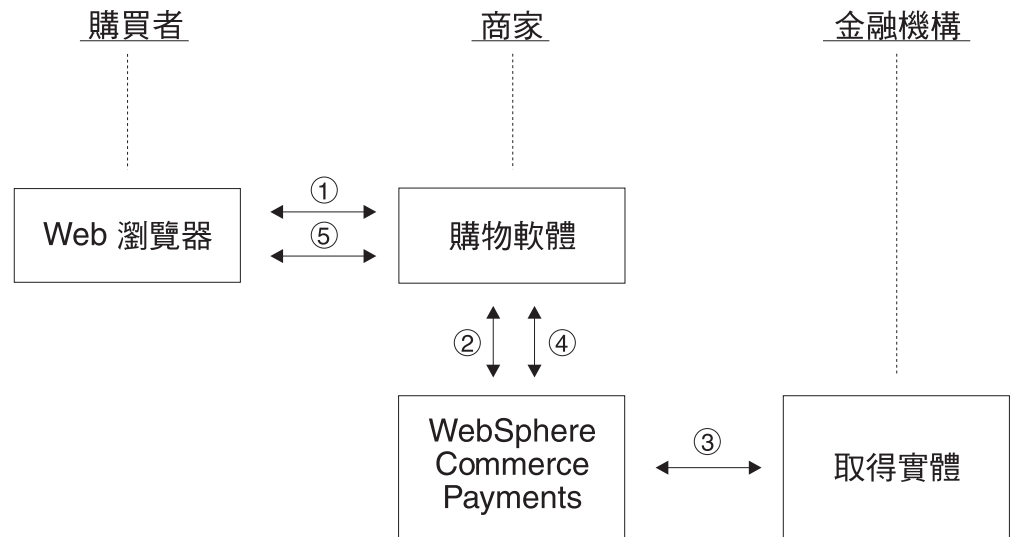 購買者
商家
金融機構
Web 瀏覽器
①
⑤
購物軟體
②
④
WebSphere
Commerce
Payments
③
取得實體